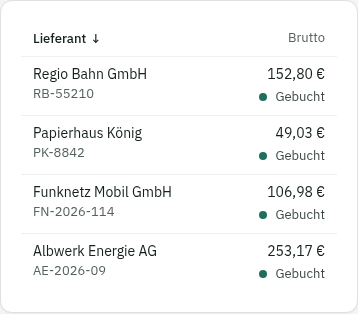 Lieferant ↓ Brutto
Regio Bahn GmbH 152,80 €
RB-55210 Gebucht
Papierhaus König 49,03 €
PK-8842 Gebucht
Funknetz Mobil GmbH 106,98 €
FN-2026-114 Gebucht
Albwerk Energie AG 253,17 €
AE-2026-09 Gebucht